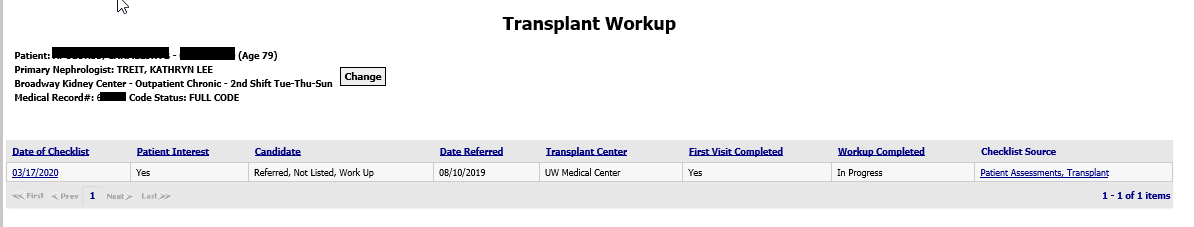 Transplant Workup
Patient: - (Age 79)
Primary Nephrologist: TREIT, KATHRYN LEE
Broadway Kidney Center - Outpatient Chronic - 2nd Shift Tue-Thu-Sun
Change
Medical Record#: Code Status: FULL CODE
Date of Checklist Patient Interest Candidate Date Referred Transplant Center First Visit Completed Workup Completed Checklist Source
03/17/2020 Yes Referred, Not Listed, Work Up 08/10/2019 UW Medical Center Yes In Progress Patient Assessments, Transplant
<< First < Prev 1 Next > Last >> 1 - 1 of 1 items